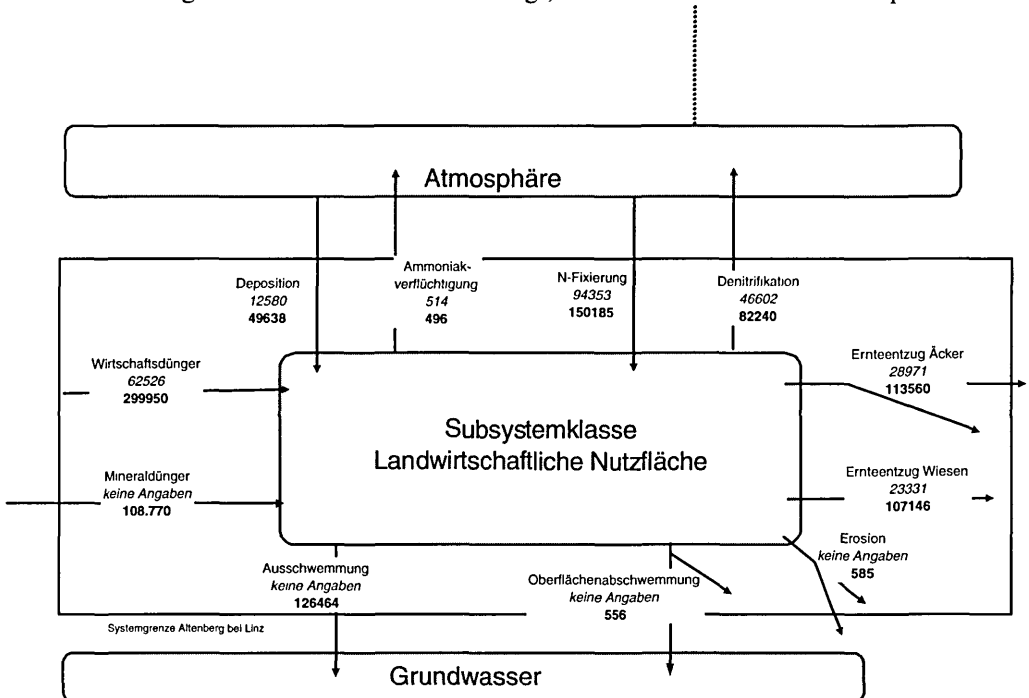 Atmosphäre
Deposition
12580
49638
Ammoniak-
verflüchtigung
514
496
N-Fixierung
94353
150185
Denitrifikation
46602
82240
Wirtschaftsdünger
62526
299950
Ernteentzug Äcker
28971
113560
Subsystemklasse
Landwirtschaftliche Nutzfläche
Mineraldünger
keine Angaben
108.770
Ernteentzug Wiesen
23331
107146
Erosion
keine Angaben
585
Ausschwemmung
keine Angaben
126464
Oberflächenabschwemmung
keine Angaben
556
Systemgrenze Altenberg bei Linz
Grundwasser